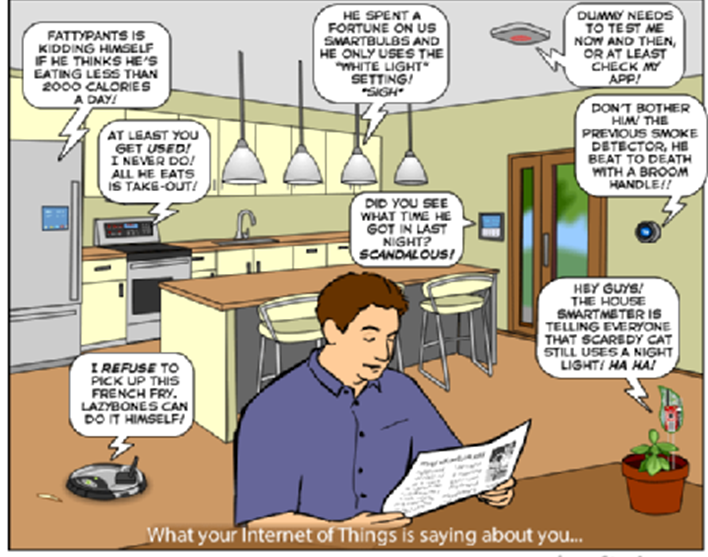 FATTYPANTS IS
KIDDING HIMSELF
IF HE THINKS HE'S
EATING LESS THAN
2000 CALORIES
A DAY!
HE SPENT A
FORTUNE ON US
SMARTBULBS AND
HE ONLY USES THE
"WHITE LIGHT"
SETTING!
*SIGH*
DUMMY NEEDS
TO TEST ME
NOW AND THEN,
OR AT LEAST
CHECK MY
APP!
AT LEAST YOU
GET USED!
I NEVER DO!
ALL HE EATS
IS TAKE-OUT!
DON'T BOTHER
HIM! THE
PREVIOUS SMOKE
DETECTOR, HE
BEAT TO DEATH
WITH A BROOM
HANDLE!!
DID YOU SEE
WHAT TIME HE
GOT IN LAST
NIGHT?
SCANDALOUS!
HEY GUYS!
THE HOUSE
SMARTMETER IS
TELLING EVERYONE
THAT SCAREDY CAT
STILL USES A NIGHT
LIGHT! HA HA!
I REFUSE TO
PICK UP THIS
FRENCH FRY.
LAZYBONES CAN
DO IT HIMSELF!
What your Internet of Things is saying about you...